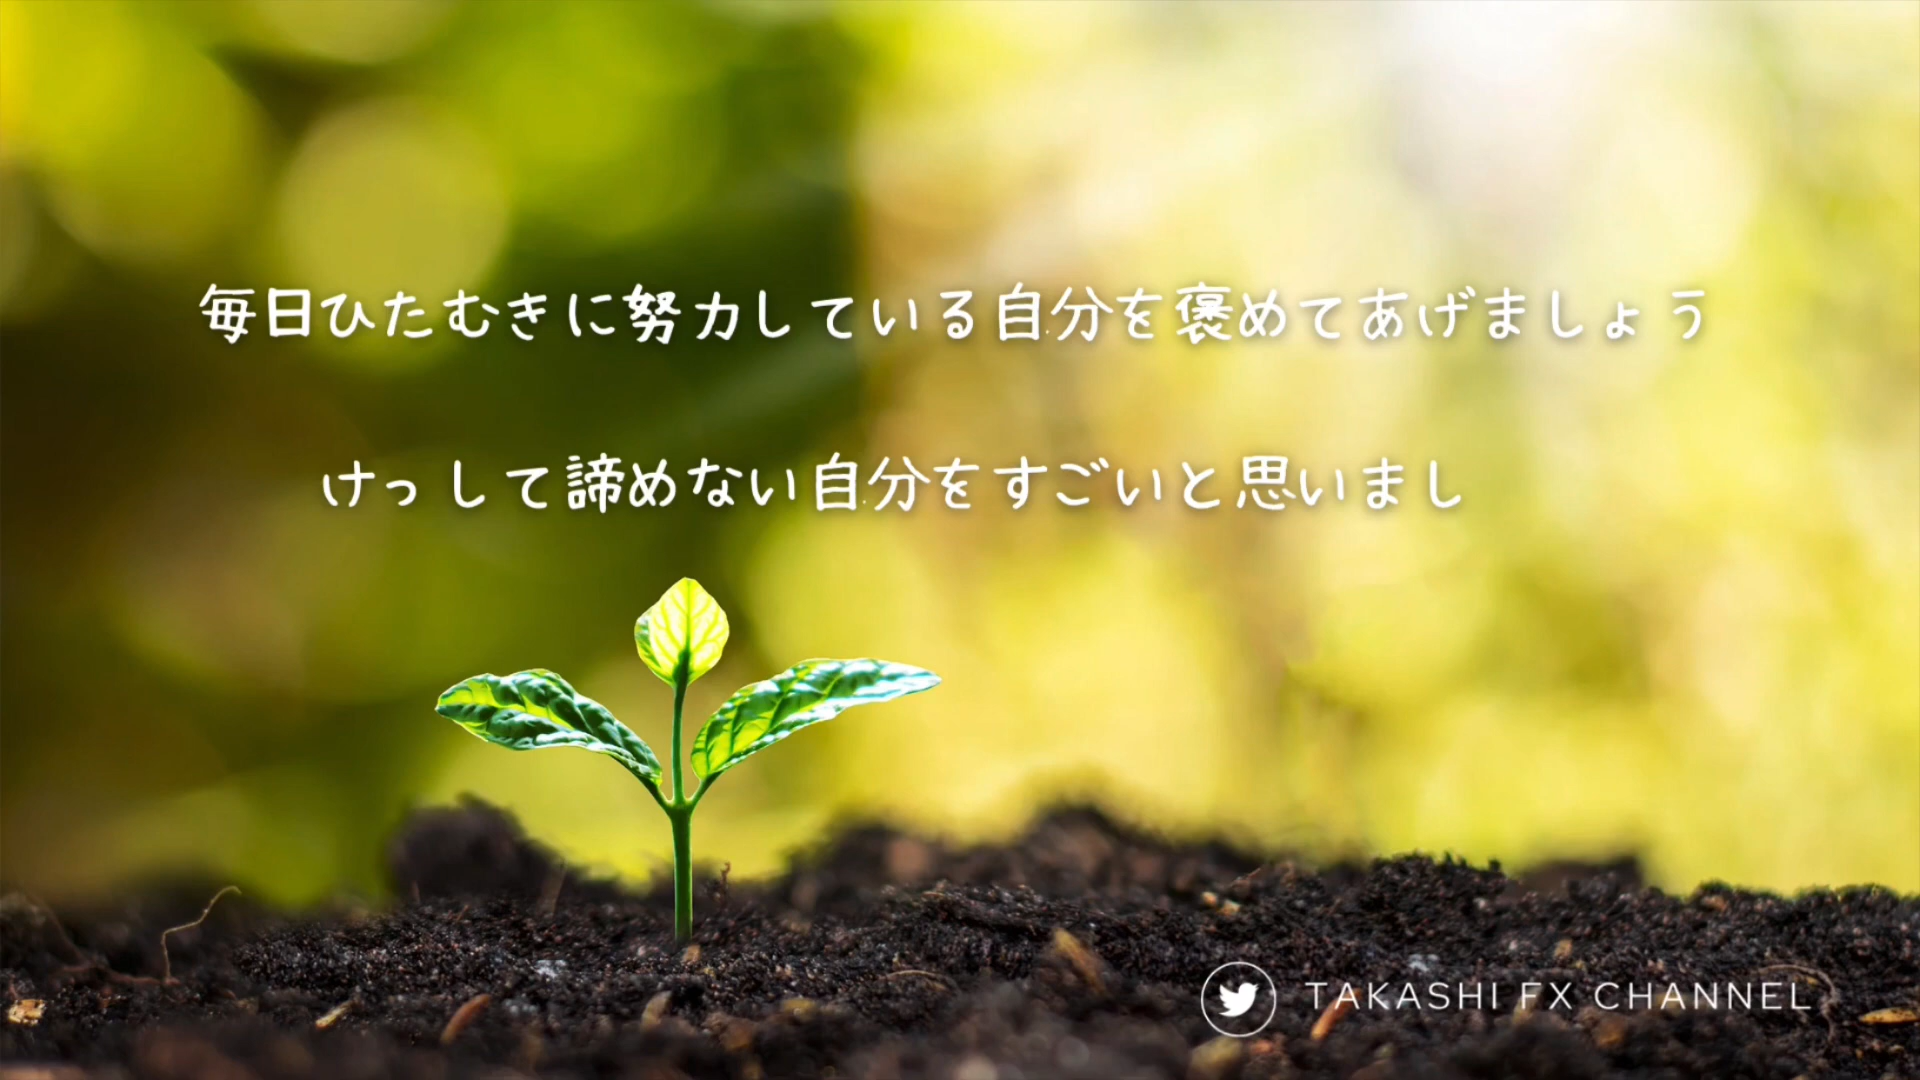 毎日ひたむきに努力している自分を褒めてあげましょう
けっして諦めない自分をすごいと思いまし
TAKASHI FX CHANNEL